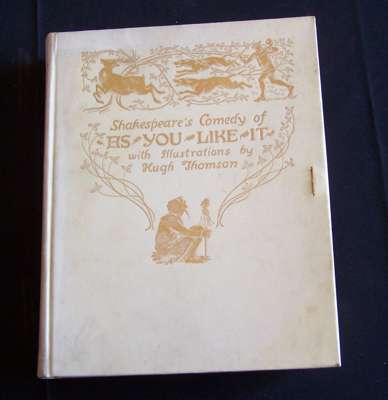 Shakespeare's Comedy of
AS-YOU-LIKE-IT
with Illustrations by
Hugh Thomson